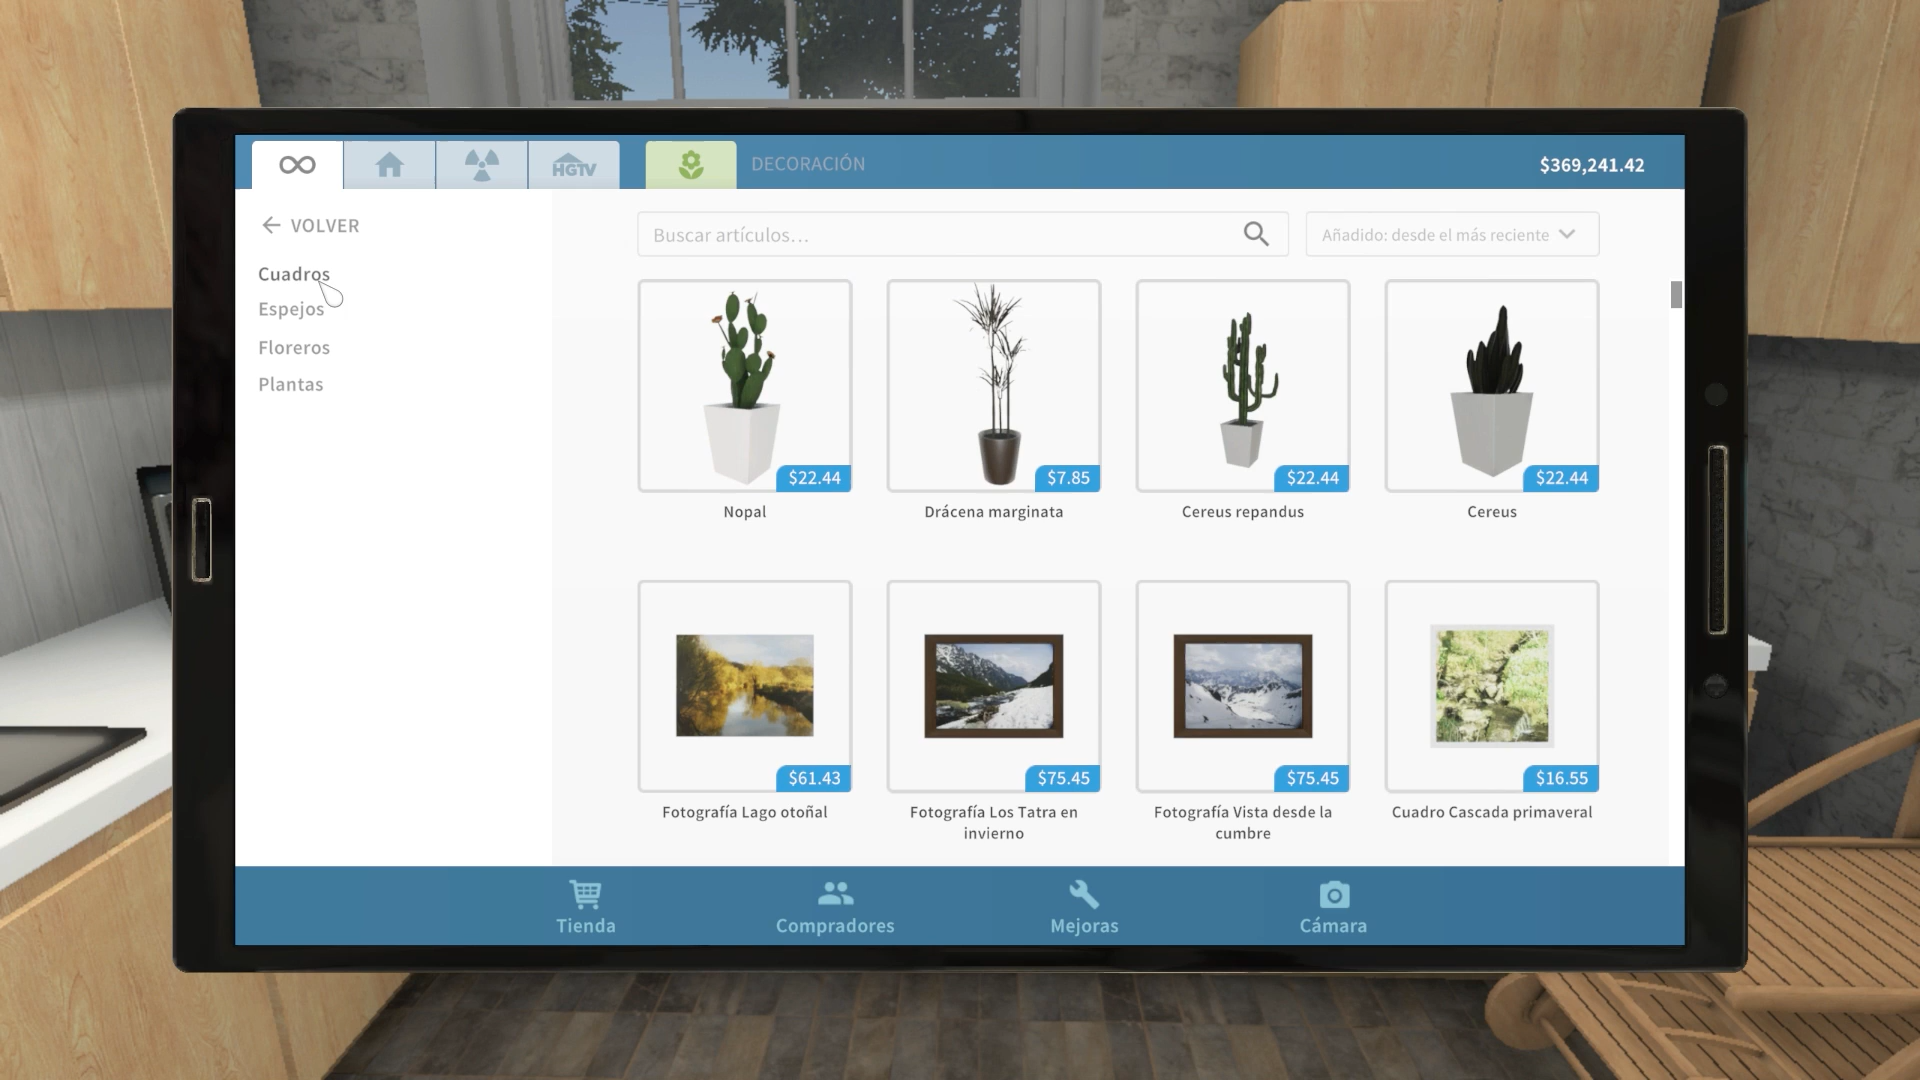 HGTV
DECORACIÓN
$369,241.42
VOLVER
Cuadros
Espejos
Floreros
Plantas
Buscar artículos…
Añadido: desde el más reciente
$22.44
$7.85
$22.44
$22.44
Nopal
Drácena marginata
Cereus repandus
Cereus
$61.43
$75.45
$75.45
$16.55
Fotografía Lago otoñal
Fotografía Los Tatra en
invierno
Fotografía Vista desde la
cumbre
Cuadro Cascada primaveral
Tienda
Compradores
Mejoras
Cámara